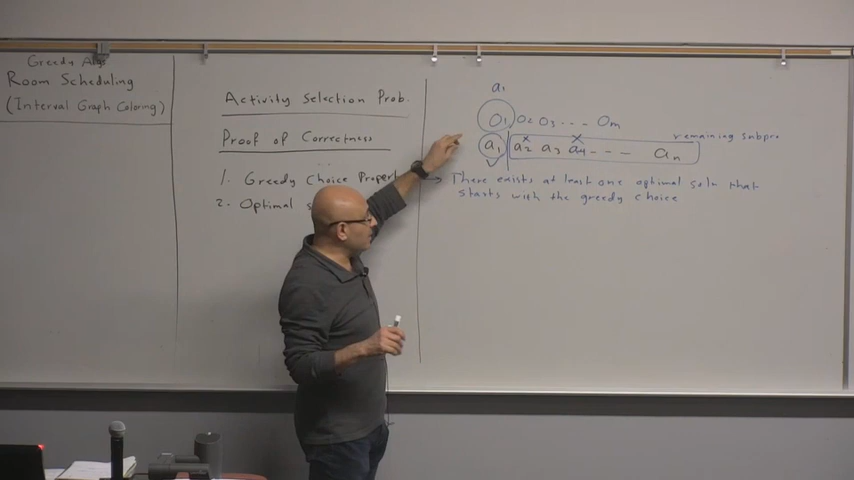 Greedy Algs
Room Scheduling
(Interval Graph Coloring)
Activity Selection Prob.
Proof of Correctness
1. Greedy Choice Propert
2. Optimal s
a1
O1 O2 O3 ... Om
a1 a2 a3 a4 - - - an
remaining subpro
→ There exists at least one optimal soln that
starts with the greedy choice